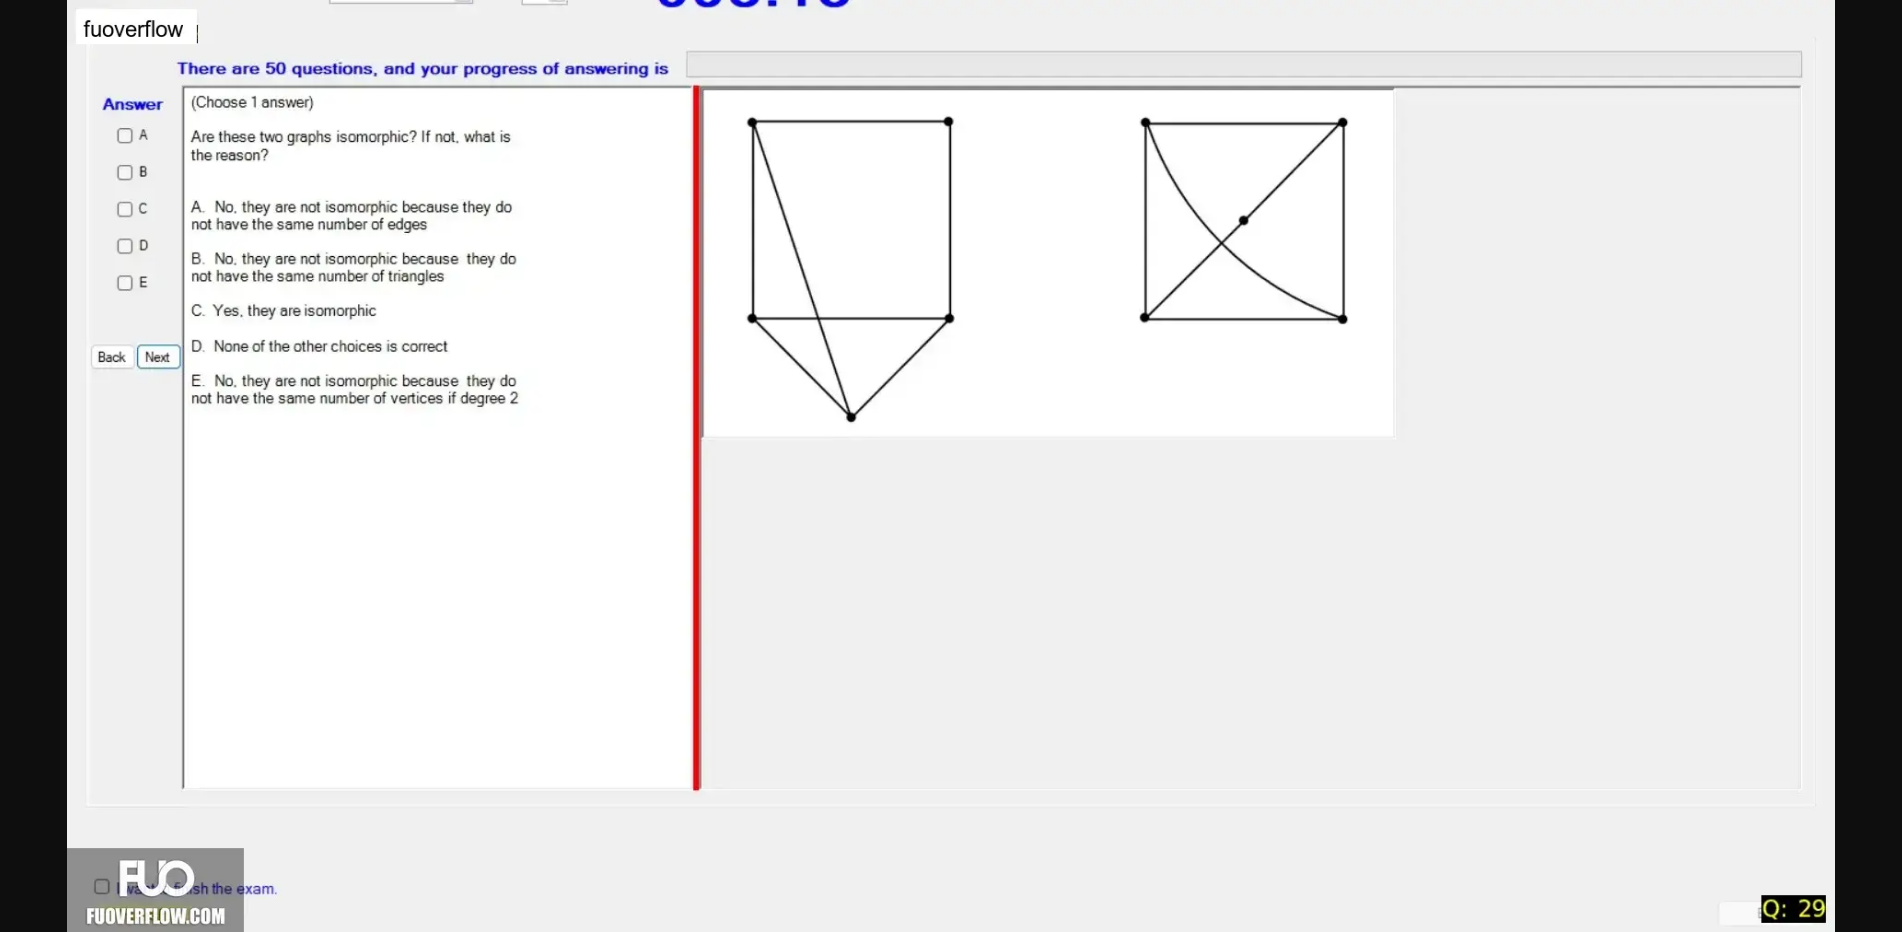 fuoverflow
There are 50 questions, and your progress of answering is
Answer
A
B
C
D
E
Back
Next
(Choose 1 answer)
Are these two graphs isomorphic? If not, what is
the reason?
A. No, they are not isomorphic because they do
not have the same number of edges
B. No, they are not isomorphic because they do
not have the same number of triangles
C. Yes, they are isomorphic
D. None of the other choices is correct
E. No, they are not isomorphic because they do
not have the same number of vertices if degree 2
FUO
the exam.
FUOVERFLOW.COM
Q: 29